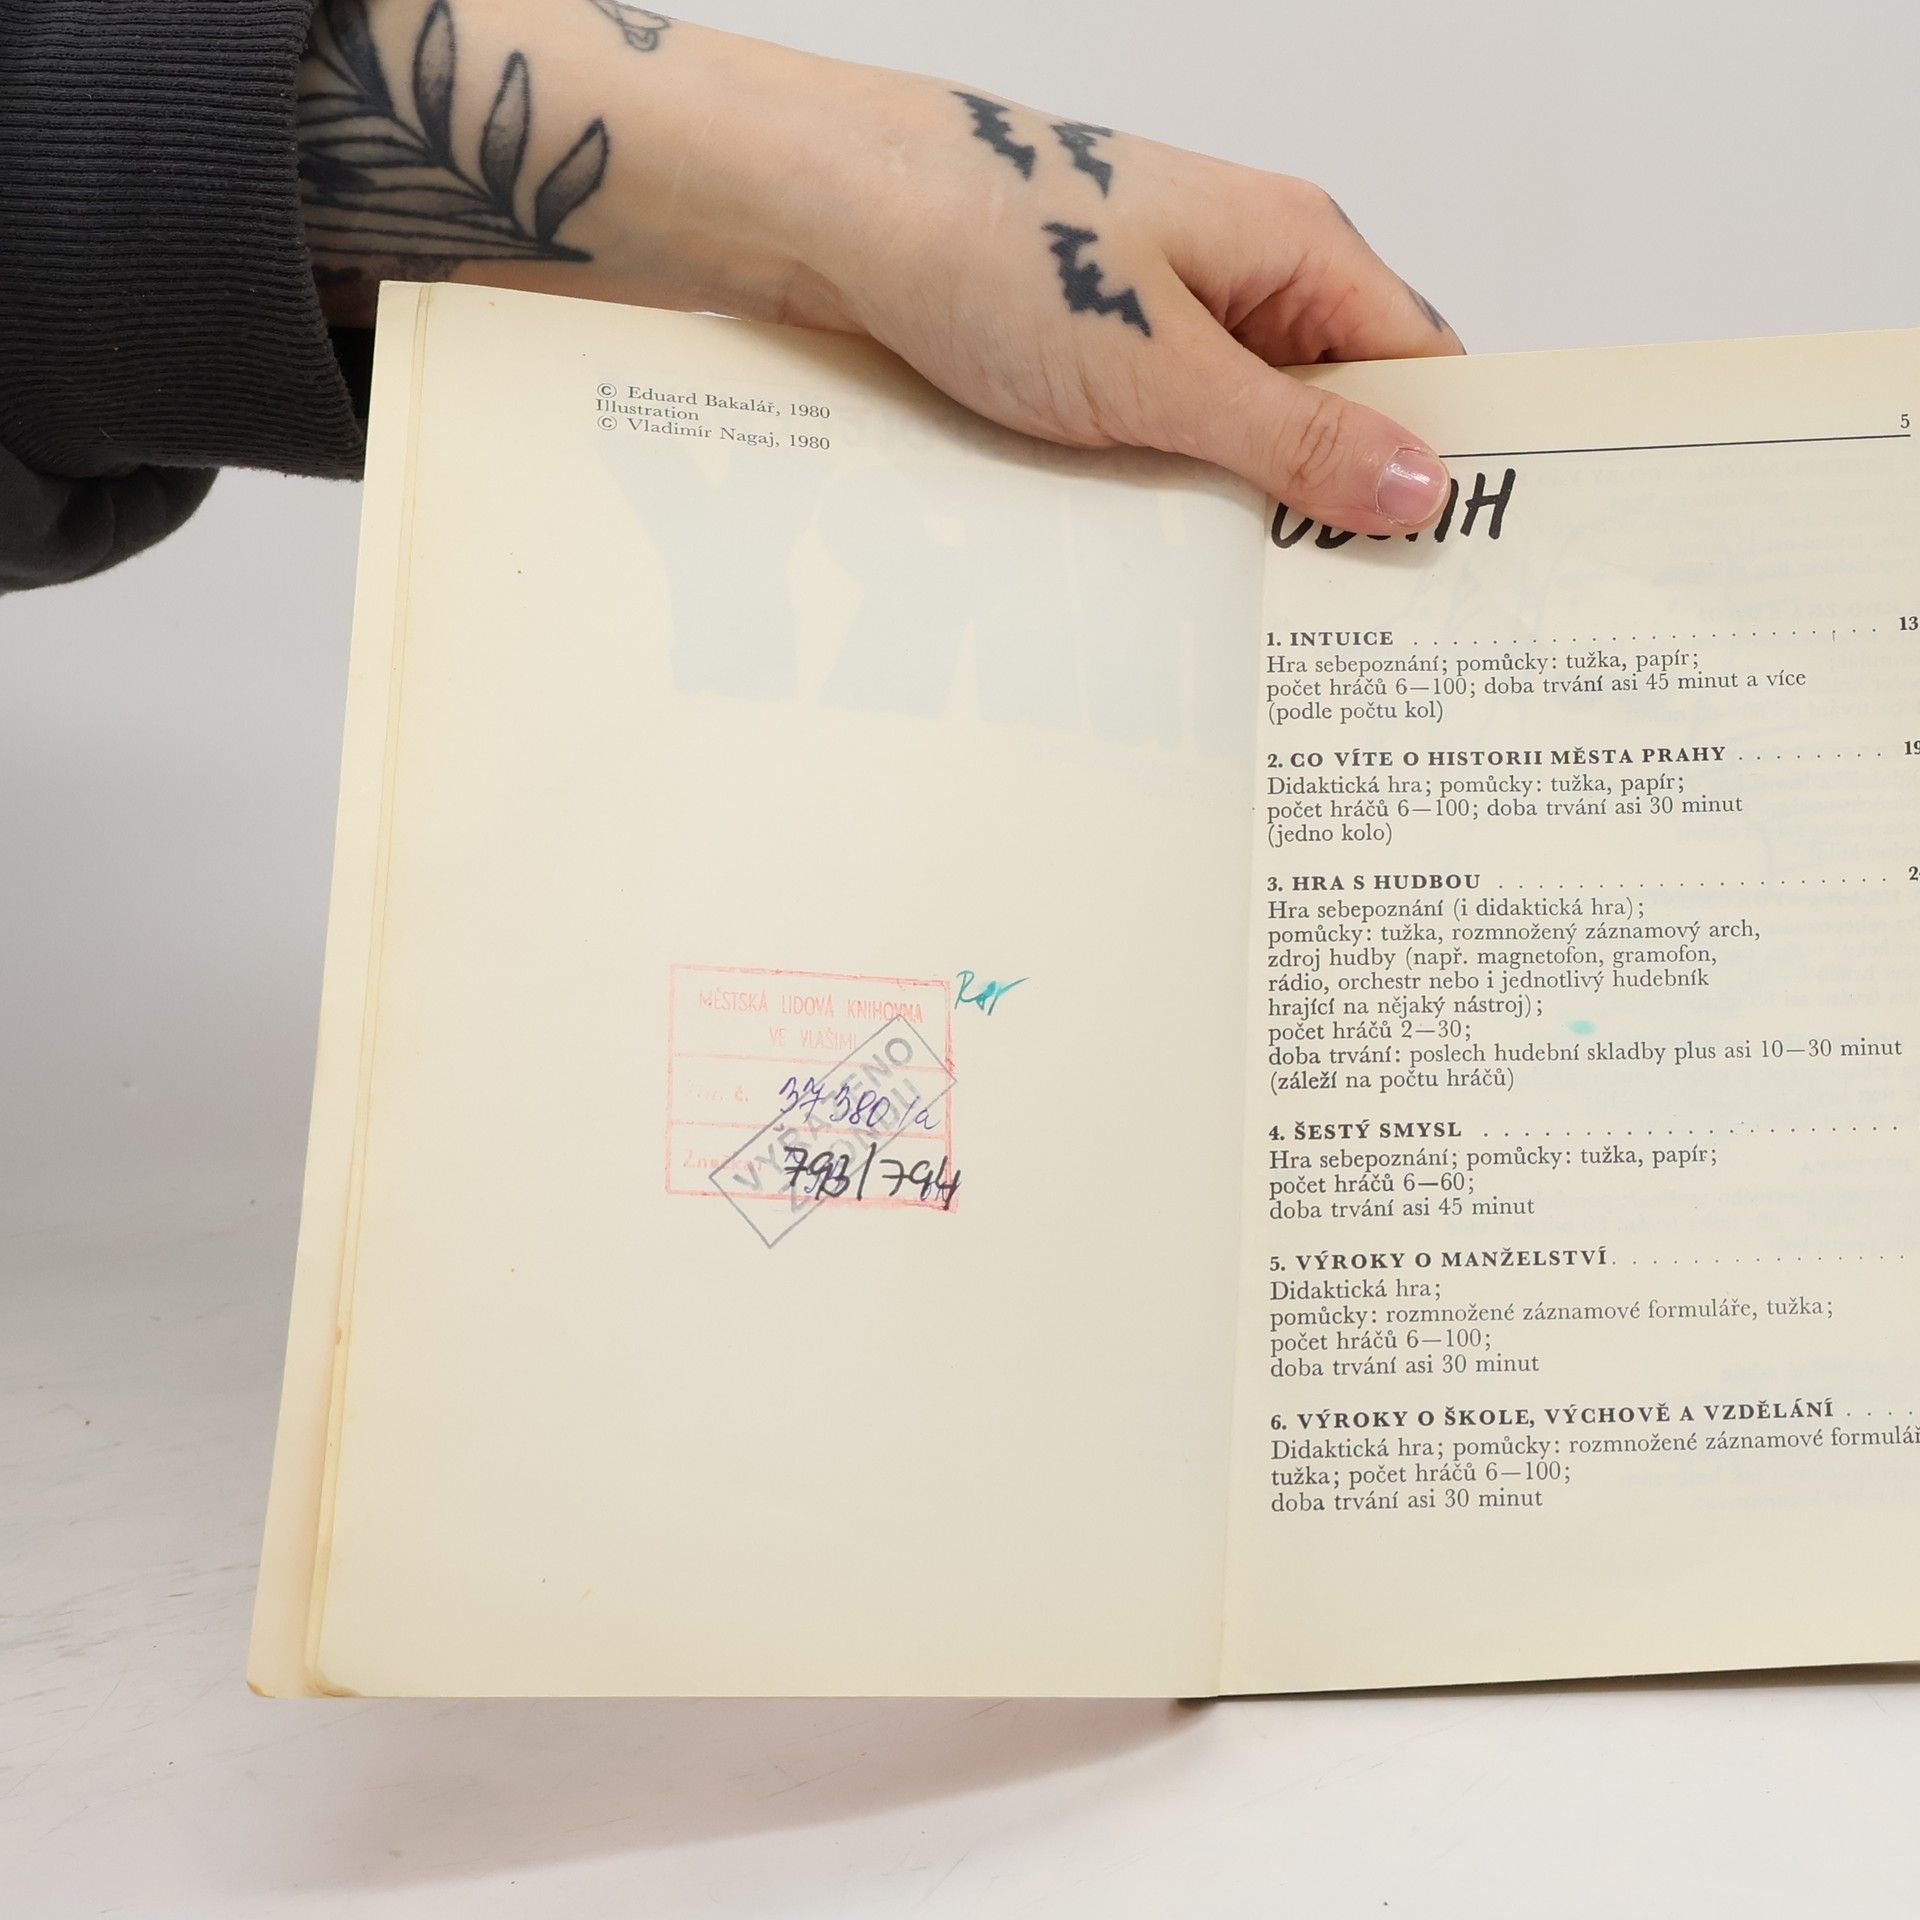 © Eduard Bakalář, 1980
Illustration
© Vladimír Nagaj, 1980
MĚSTSKÁ LIDOVÁ KNIHOVNA
VE VLAŠIMI
č. 37380/a
VYŘAZENO
Z FONDU
793/794
5
1. INTUICE . . . . . . . . . . . . . . . . . . 13
Hra sebepoznání; pomůcky: tužka, papír;
počet hráčů 6—100; doba trvání asi 45 minut a více
(podle počtu kol)
2. CO VÍTE O HISTORII MĚSTA PRAHY . . . . . . . . 19
Didaktická hra; pomůcky: tužka, papír;
počet hráčů 6—100; doba trvání asi 30 minut
(jedno kolo)
3. HRA S HUDBOU . . . . . . . . . . . . . . . . 2
Hra sebepoznání (i didaktická hra);
pomůcky: tužka, rozmnožený záznamový arch,
zdroj hudby (např. magnetofon, gramofon,
rádio, orchestr nebo i jednotlivý hudebník
hrající na nějaký nástroj);
počet hráčů 2—30;
doba trvání: poslech hudební skladby plus asi 10—30 minut
(záleží na počtu hráčů)
4. ŠESTÝ SMYSL . . . . . . . . . . . . . . . . .
Hra sebepoznání; pomůcky: tužka, papír;
počet hráčů 6—60;
doba trvání asi 45 minut
5. VÝROKY O MANŽELSTVÍ. . . . . . . . . . . .
Didaktická hra;
pomůcky: rozmnožené záznamové formuláře, tužka;
počet hráčů 6—100;
doba trvání asi 30 minut
6. VÝROKY O ŠKOLE, VÝCHOVĚ A VZDĚLÁNÍ . . . .
Didaktická hra; pomůcky: rozmnožené záznamové formulář
tužka; počet hráčů 6—100;
doba trvání asi 30 minut